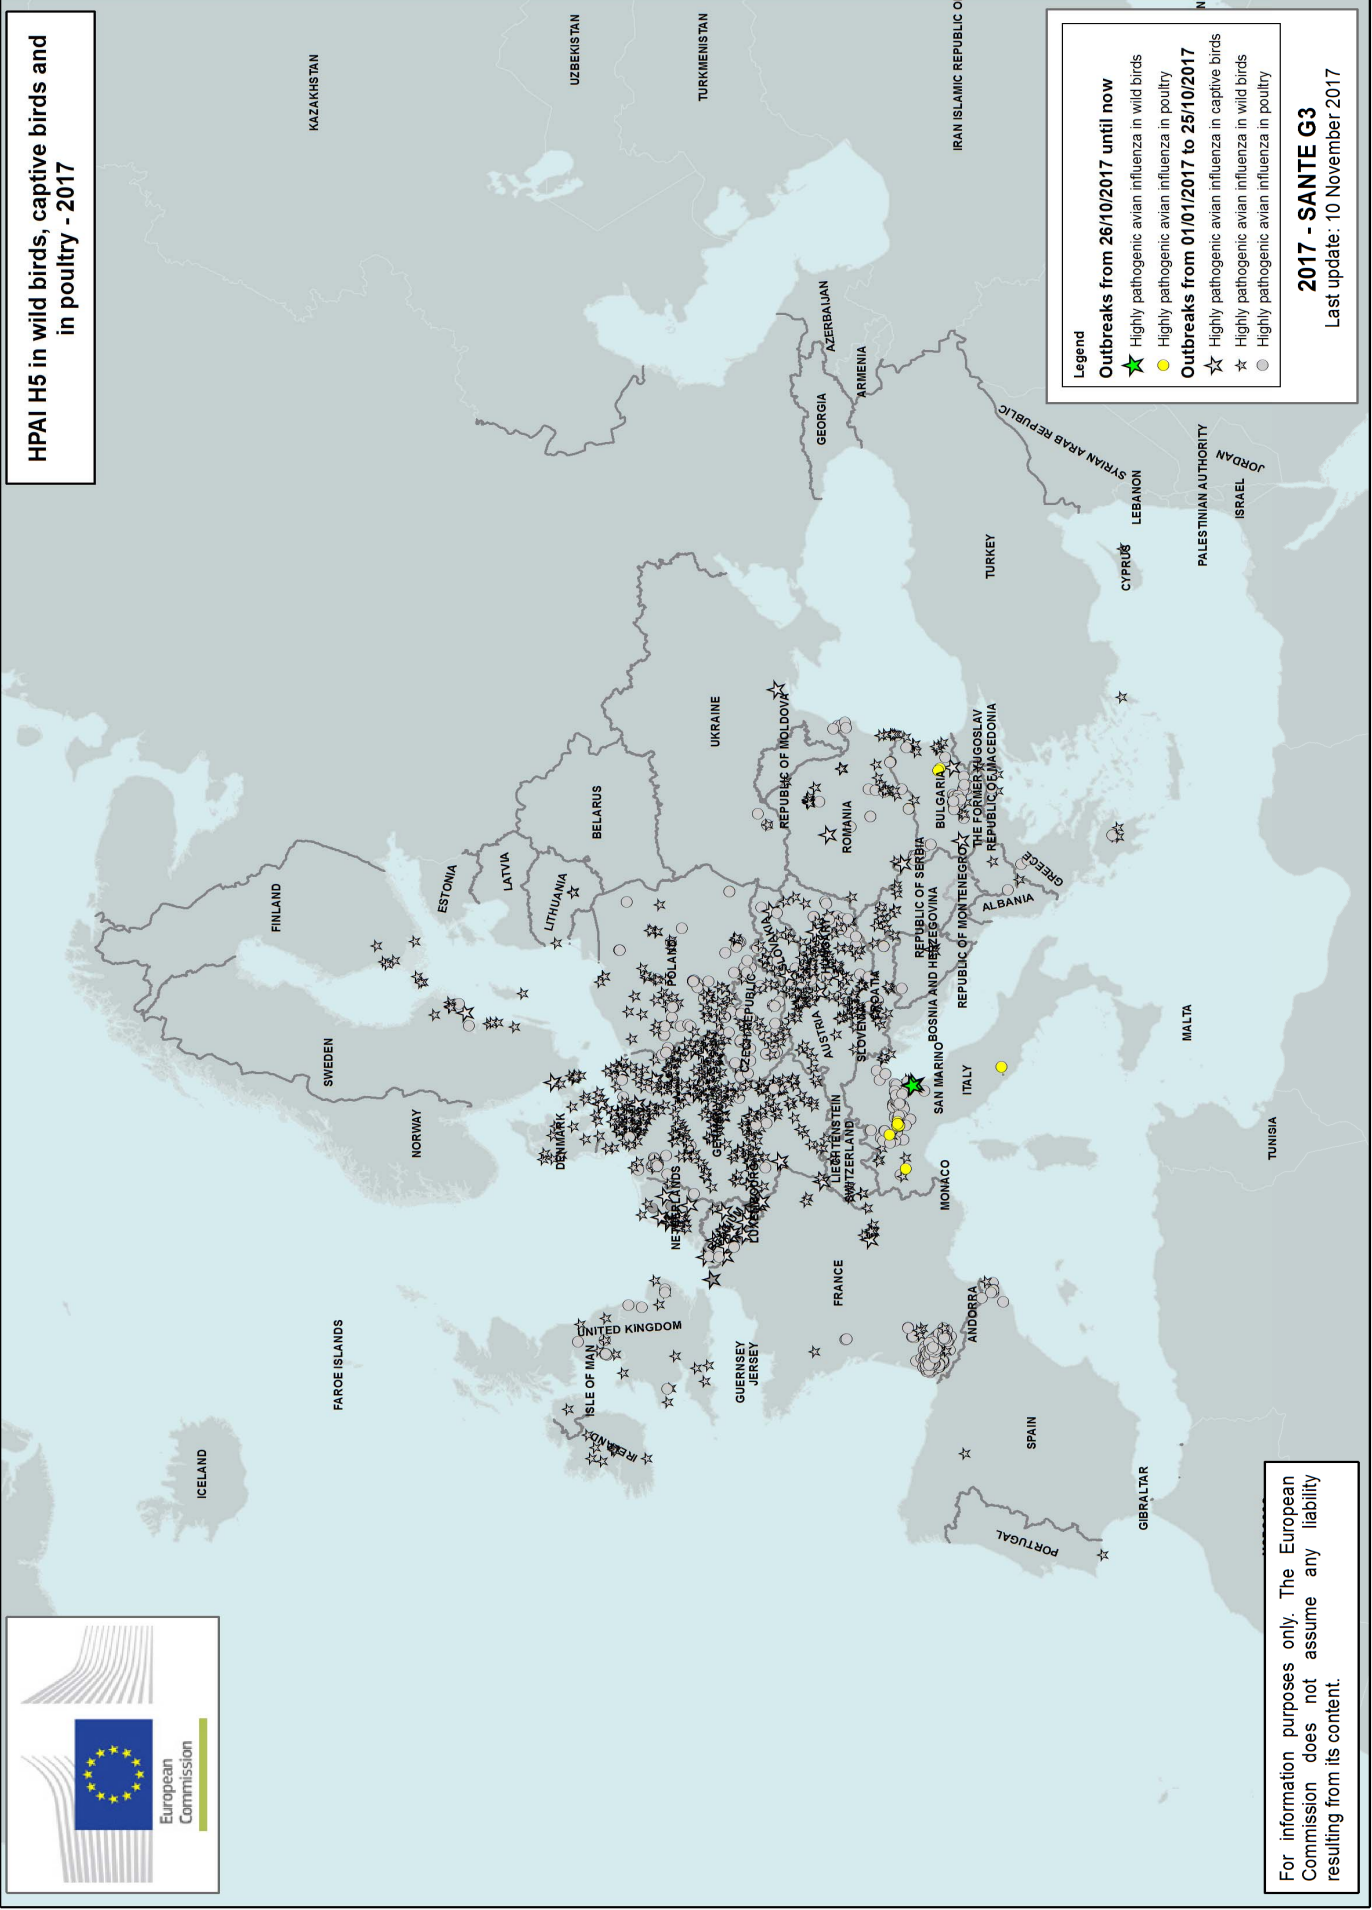 HPAI H5 in wild birds, captive birds and
in poultry - 2017
European
Commission
ICELAND
FAROE ISLANDS
NORWAY
SWEDEN
FINLAND
ESTONIA
LATVIA
LITHUANIA
BELARUS
DENMARK
ISLE OF MAN
UNITED KINGDOM
IRELAND
GUERNSEY
JERSEY
NETHERLANDS
LUXEMBOURG
POLAND
CZECH REPUBLIC
SLOVAKIA
UKRAINE
REPUBLIC OF MOLDOVA
KAZAKHSTAN
UZBEKISTAN
TURKMENISTAN
IRAN ISLAMIC REPUBLIC O
FRANCE
LIECHTENSTEIN
SWITZERLAND
AUSTRIA
SLOVENIA
CROATIA
HUNGARY
ROMANIA
GEORGIA
AZERBAIJAN
ARMENIA
MONACO
SAN MARINO
ITALY
BOSNIA AND HERZEGOVINA
REPUBLIC OF SERBIA
REPUBLIC OF MONTENEGRO
BULGARIA
THE FORMER YUGOSLAV
REPUBLIC OF MACEDONIA
ALBANIA
GREECE
TURKEY
ANDORRA
SPAIN
PORTUGAL
GIBRALTAR
MALTA
TUNISIA
CYPRUS
LEBANON
SYRIAN ARAB REPUBLIC
PALESTINIAN AUTHORITY
ISRAEL
JORDAN
Legend
Outbreaks from 26/10/2017 until now
Highly pathogenic avian influenza in wild birds
Highly pathogenic avian influenza in poultry
Outbreaks from 01/01/2017 to 25/10/2017
Highly pathogenic avian influenza in captive birds
Highly pathogenic avian influenza in wild birds
Highly pathogenic avian influenza in poultry
2017 - SANTE G3
Last update: 10 November 2017
For information purposes only. The European
Commission does not assume any liability
resulting from its content.